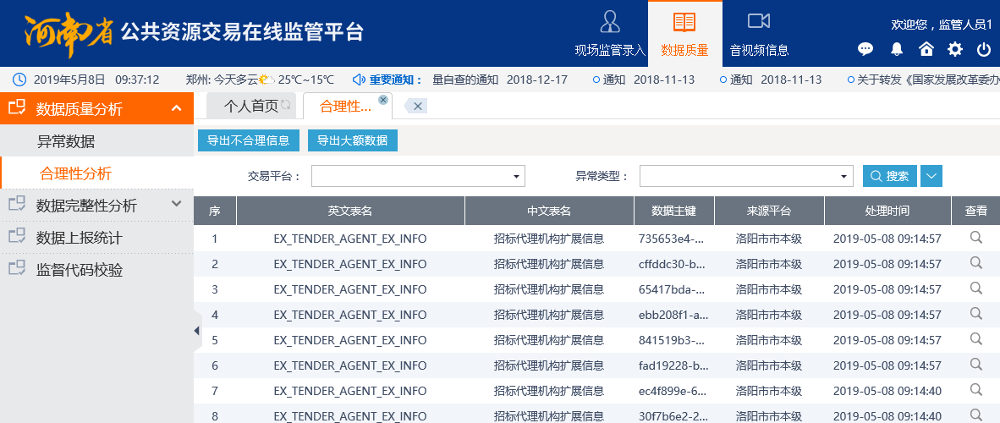 河南省 公共资源交易在线监管平台
现场监管录入 数据质量 音视频信息
欢迎您，监管人员1
2019年5月8日 09:37:12 郑州: 今天多云 25℃~15℃ 重要通知： 量自查的通知 2018-12-17 通知 2018-11-13 通知 2018-11-13 关于转发《国家发展改革委办
数据质量分析
异常数据
合理性分析
数据完整性分析
数据上报统计
监督代码校验
个人首页 合理性...
导出不合理信息 导出大额数据
交易平台： 异常类型： 搜索
序 英文表名 中文表名 数据主键 来源平台 处理时间 查看
1 EX_TENDER_AGENT_EX_INFO 招标代理机构扩展信息 735653e4-... 洛阳市市本级 2019-05-08 09:14:57
2 EX_TENDER_AGENT_EX_INFO 招标代理机构扩展信息 cffddc30-b... 洛阳市市本级 2019-05-08 09:14:57
3 EX_TENDER_AGENT_EX_INFO 招标代理机构扩展信息 65417bda-... 洛阳市市本级 2019-05-08 09:14:57
4 EX_TENDER_AGENT_EX_INFO 招标代理机构扩展信息 ebb208f1-a... 洛阳市市本级 2019-05-08 09:14:57
5 EX_TENDER_AGENT_EX_INFO 招标代理机构扩展信息 841519b3-... 洛阳市市本级 2019-05-08 09:14:57
6 EX_TENDER_AGENT_EX_INFO 招标代理机构扩展信息 fad19228-b... 洛阳市市本级 2019-05-08 09:14:57
7 EX_TENDER_AGENT_EX_INFO 招标代理机构扩展信息 ec4f899e-6... 洛阳市市本级 2019-05-08 09:14:40
8 EX_TENDER_AGENT_EX_INFO 招标代理机构扩展信息 30f7b6e2-2... 洛阳市市本级 2019-05-08 09:14:40